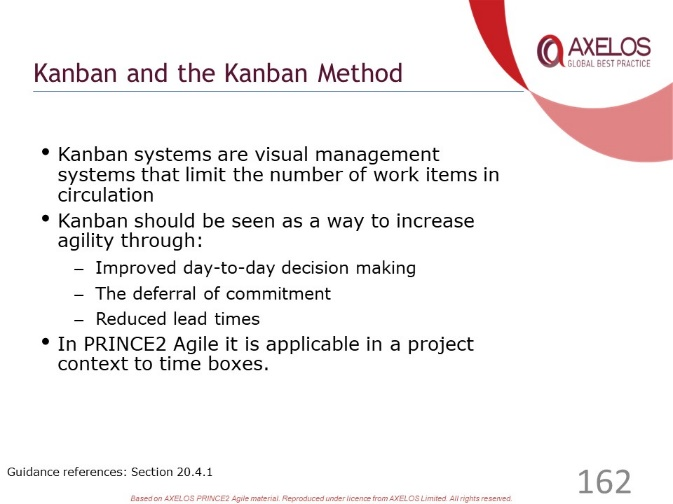 AXELOS
GLOBAL BEST PRACTICE
Kanban and the Kanban Method
• Kanban systems are visual management
systems that limit the number of work items in
circulation
• Kanban should be seen as a way to increase
agility through:
– Improved day-to-day decision making
– The deferral of commitment
– Reduced lead times
• In PRINCE2 Agile it is applicable in a project
context to time boxes.
Guidance references: Section 20.4.1
Based on AXELOS PRINCE2 Agile material. Reproduced under licence from AXELOS Limited. All rights reserved.
162